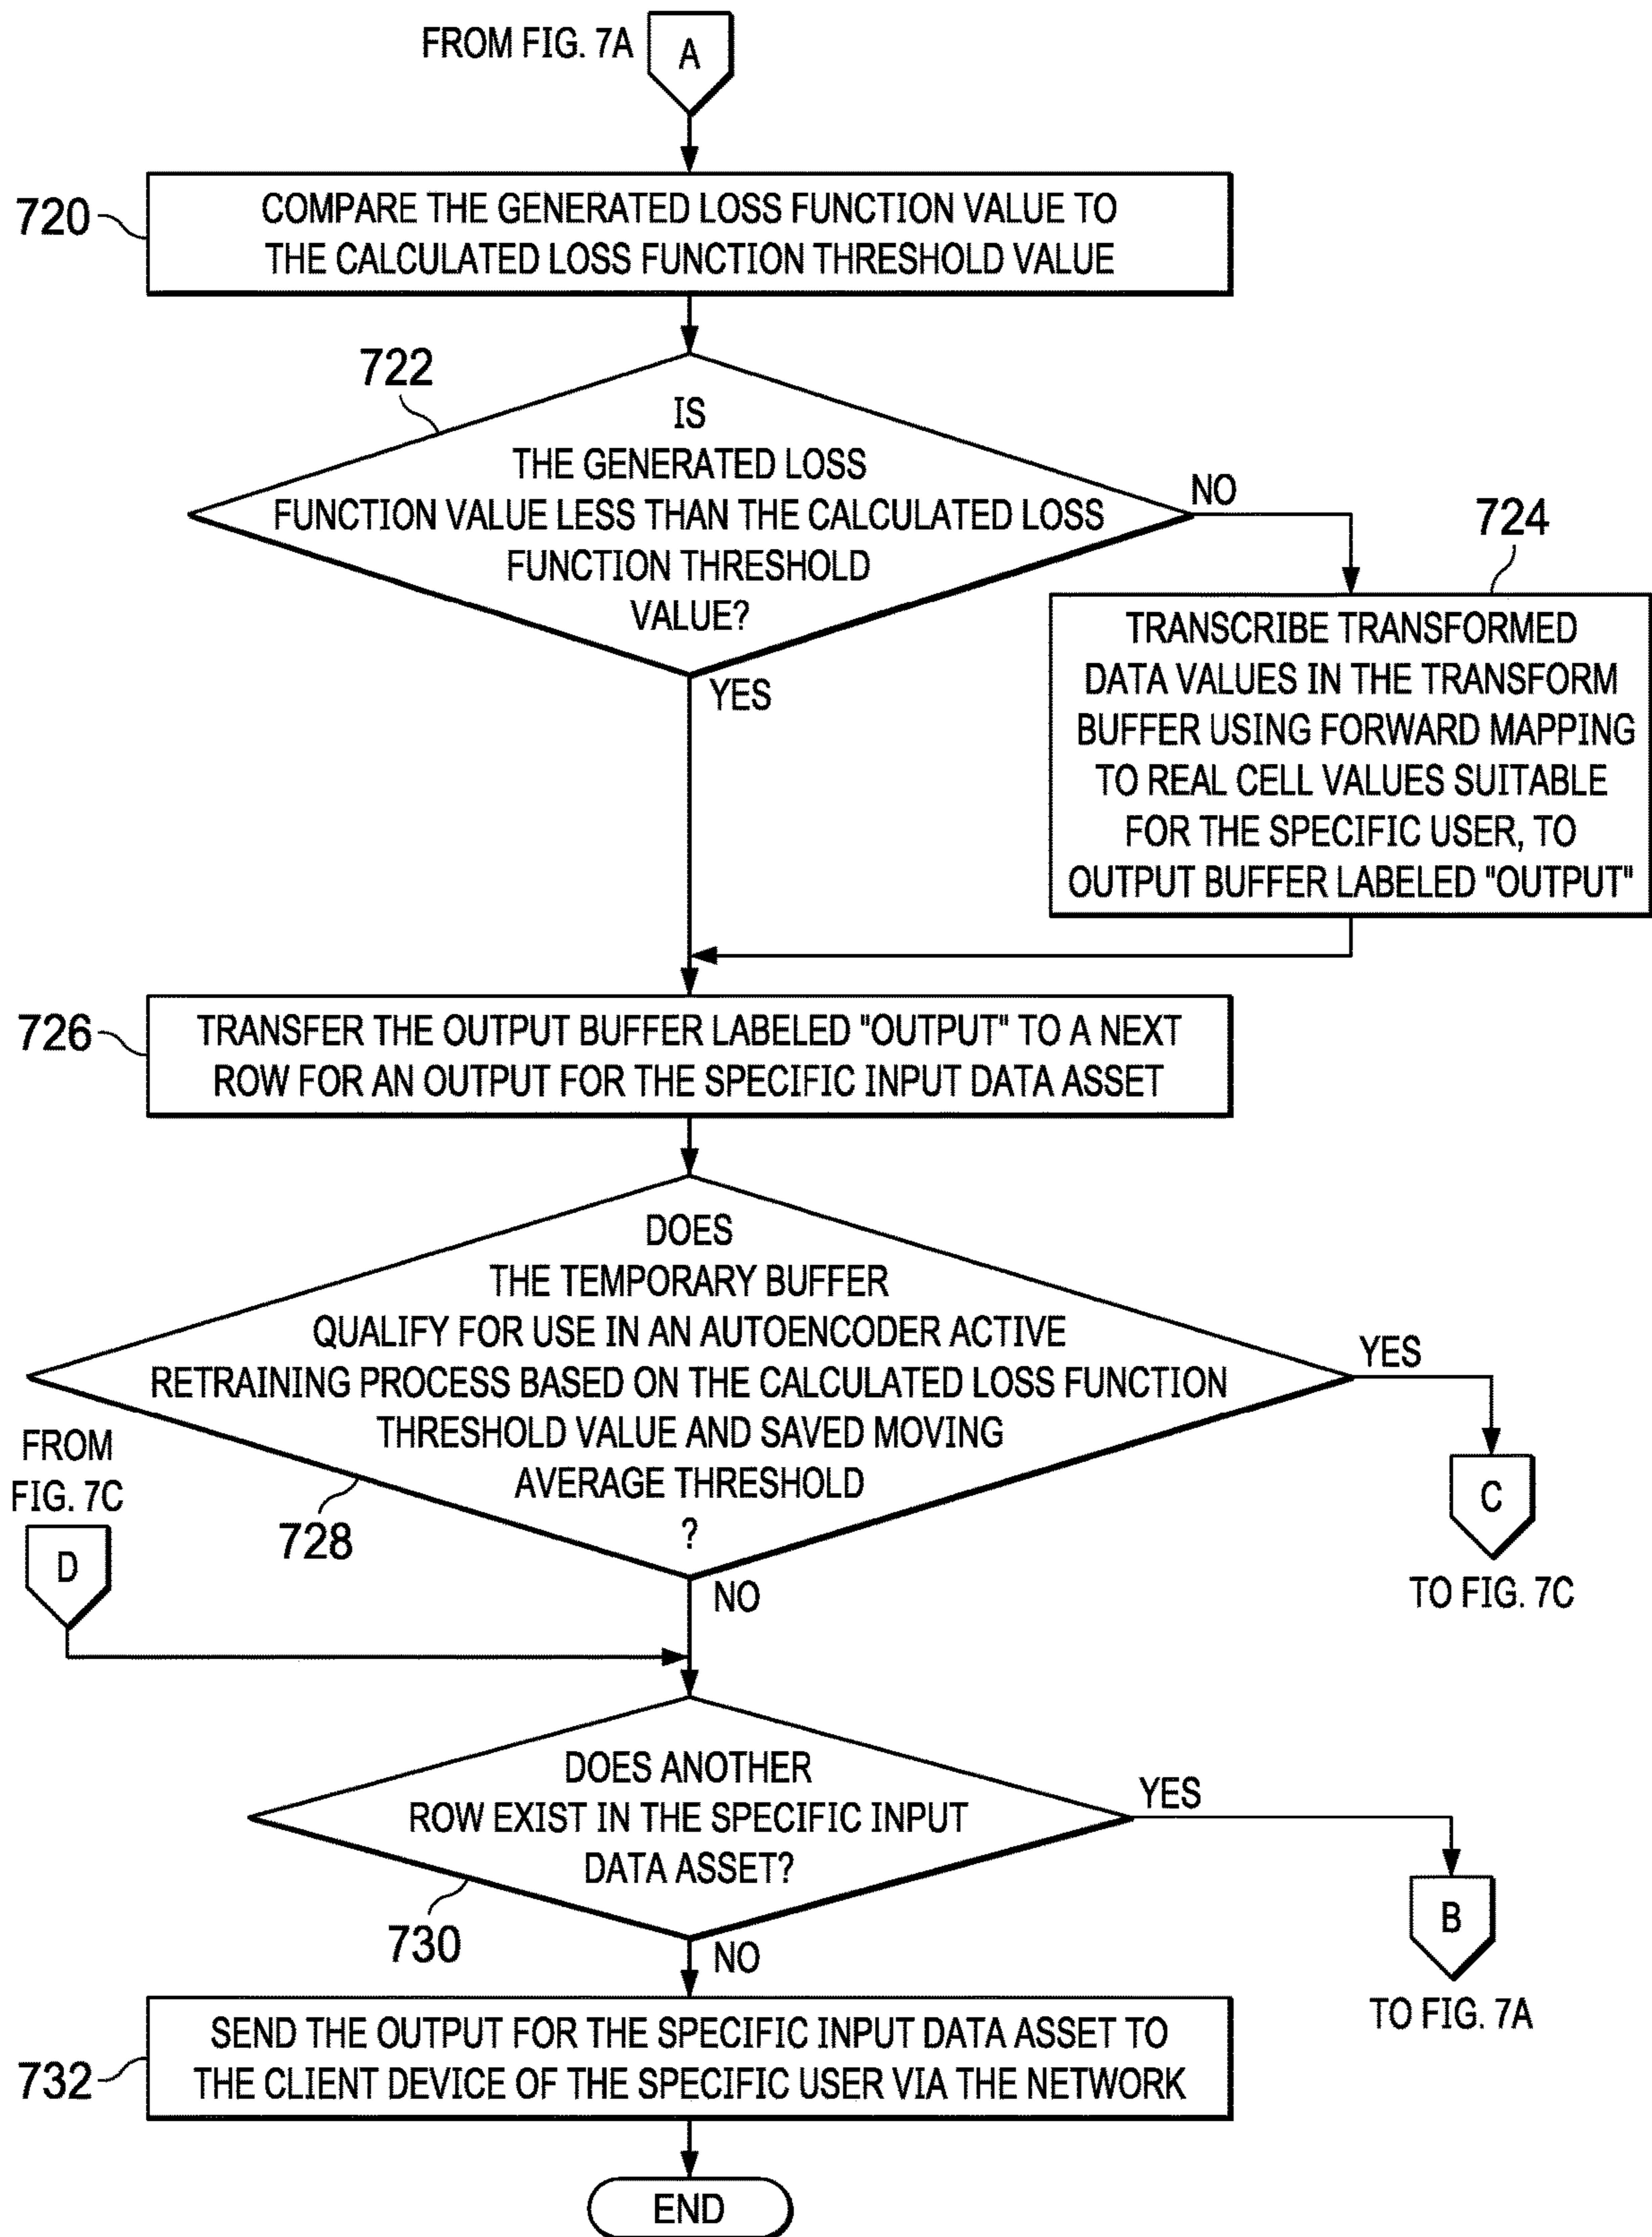 FROM FIG. 7A
A
720
COMPARE THE GENERATED LOSS FUNCTION VALUE TO
THE CALCULATED LOSS FUNCTION THRESHOLD VALUE
722
IS
THE GENERATED LOSS
FUNCTION VALUE LESS THAN THE CALCULATED LOSS
FUNCTION THRESHOLD
VALUE?
NO
YES
724
TRANSCRIBE TRANSFORMED
DATA VALUES IN THE TRANSFORM
BUFFER USING FORWARD MAPPING
TO REAL CELL VALUES SUITABLE
FOR THE SPECIFIC USER, TO
OUTPUT BUFFER LABELED "OUTPUT"
726
TRANSFER THE OUTPUT BUFFER LABELED "OUTPUT" TO A NEXT
ROW FOR AN OUTPUT FOR THE SPECIFIC INPUT DATA ASSET
DOES
THE TEMPORARY BUFFER
QUALIFY FOR USE IN AN AUTOENCODER ACTIVE
RETRAINING PROCESS BASED ON THE CALCULATED LOSS FUNCTION
THRESHOLD VALUE AND SAVED MOVING
AVERAGE THRESHOLD
?
728
YES
C
TO FIG. 7C
NO
FROM
FIG. 7C
D
DOES ANOTHER
ROW EXIST IN THE SPECIFIC INPUT
DATA ASSET?
730
YES
B
TO FIG. 7A
NO
732
SEND THE OUTPUT FOR THE SPECIFIC INPUT DATA ASSET TO
THE CLIENT DEVICE OF THE SPECIFIC USER VIA THE NETWORK
END